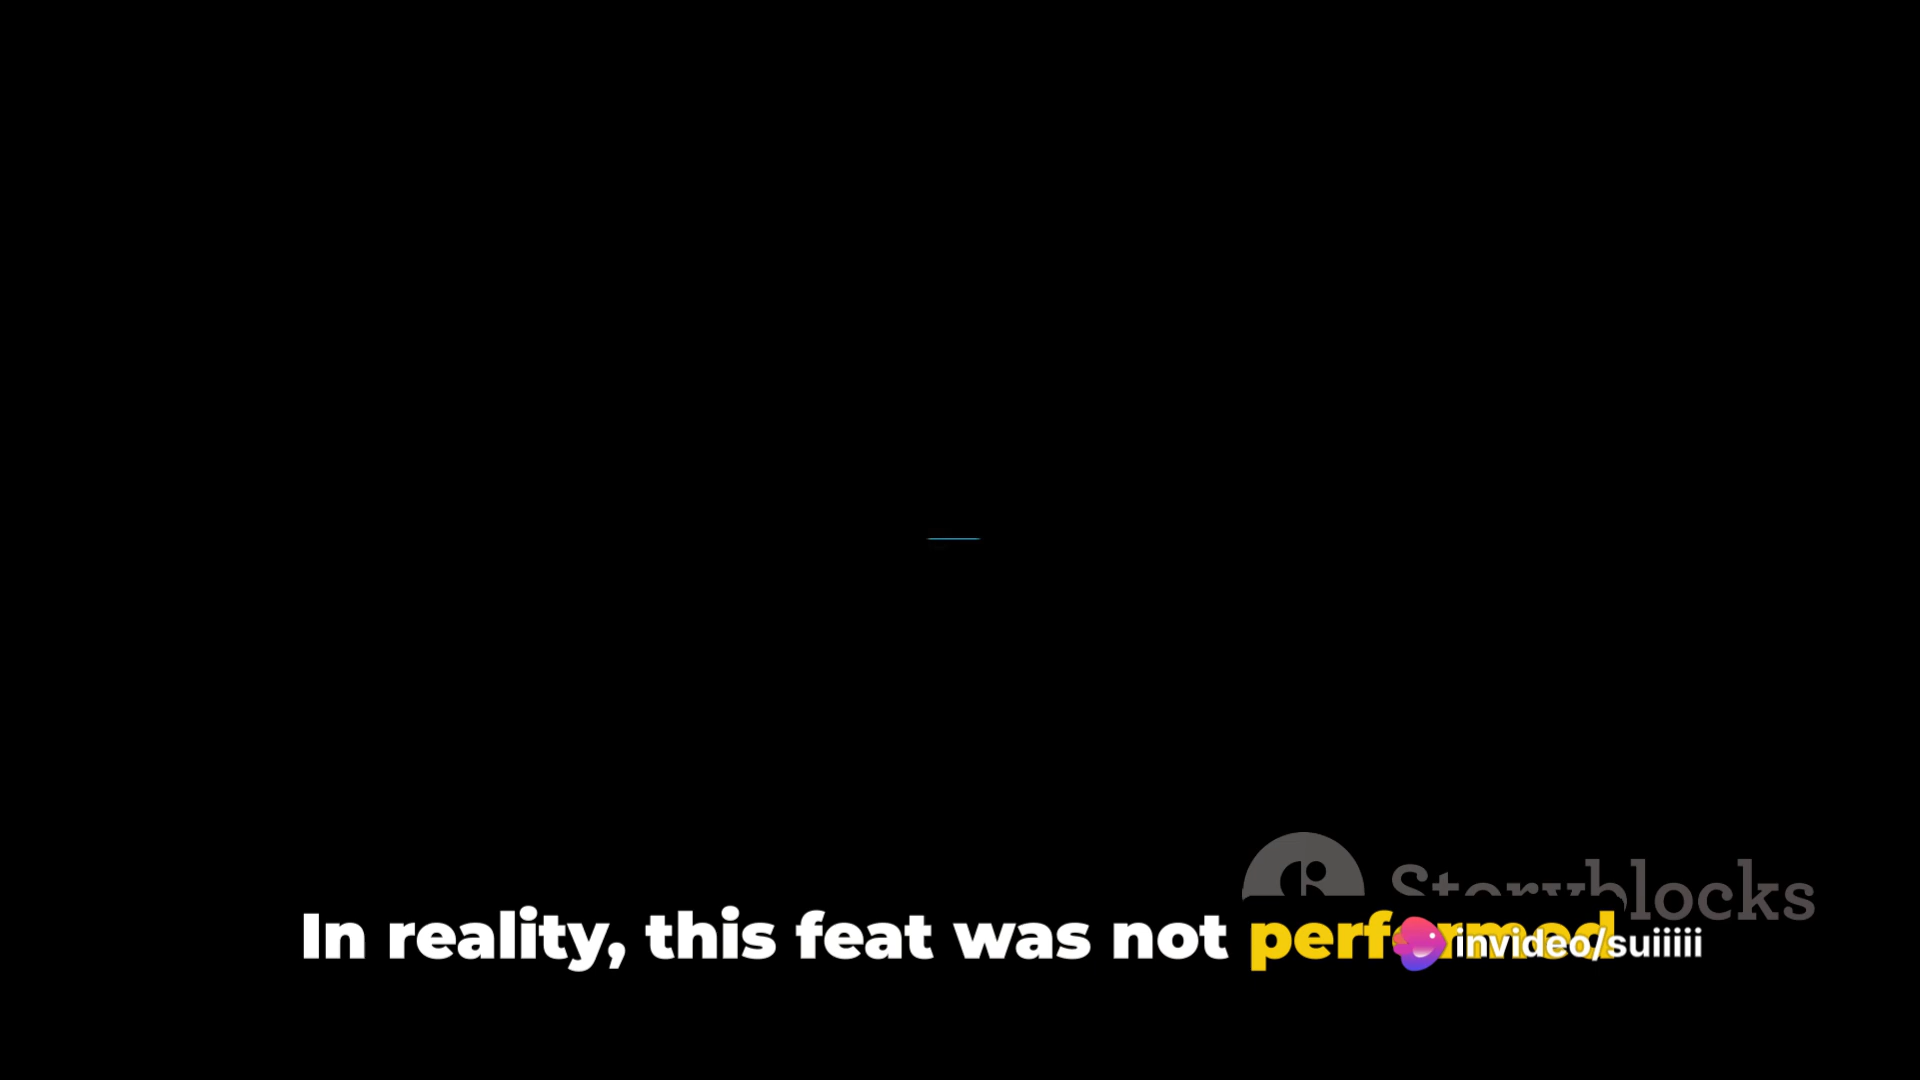 Storyblocks
In reality, this feat was not performed
invideo/suiiiii